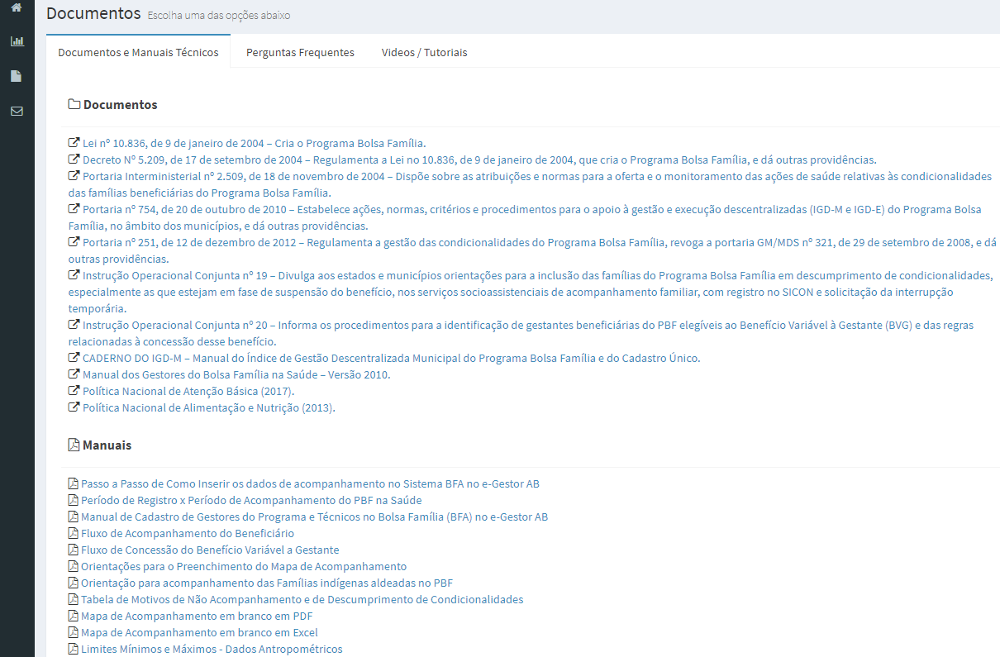 Documentos Escolha uma das opções abaixo
Documentos e Manuais Técnicos Perguntas Frequentes Videos / Tutoriais
Documentos
Lei nº 10.836, de 9 de janeiro de 2004 – Cria o Programa Bolsa Família.
Decreto Nº 5.209, de 17 de setembro de 2004 – Regulamenta a Lei no 10.836, de 9 de janeiro de 2004, que cria o Programa Bolsa Família, e dá outras providências.
Portaria Interministerial nº 2.509, de 18 de novembro de 2004 – Dispõe sobre as atribuições e normas para a oferta e o monitoramento das ações de saúde relativas às condicionalidades
das famílias beneficiárias do Programa Bolsa Família.
Portaria nº 754, de 20 de outubro de 2010 – Estabelece ações, normas, critérios e procedimentos para o apoio à gestão e execução descentralizadas (IGD-M e IGD-E) do Programa Bolsa
Família, no âmbito dos municípios, e dá outras providências.
Portaria nº 251, de 12 de dezembro de 2012 – Regulamenta a gestão das condicionalidades do Programa Bolsa Família, revoga a portaria GM/MDS nº 321, de 29 de setembro de 2008, e dá
outras providências.
Instrução Operacional Conjunta nº 19 – Divulga aos estados e municípios orientações para a inclusão das famílias do Programa Bolsa Família em descumprimento de condicionalidades,
especialmente as que estejam em fase de suspensão do benefício, nos serviços socioassistenciais de acompanhamento familiar, com registro no SICON e solicitação da interrupção
temporária.
Instrução Operacional Conjunta nº 20 – Informa os procedimentos para a identificação de gestantes beneficiárias do PBF elegíveis ao Benefício Variável à Gestante (BVG) e das regras
relacionadas à concessão desse benefício.
CADERNO DO IGD-M – Manual do Índice de Gestão Descentralizada Municipal do Programa Bolsa Família e do Cadastro Único.
Manual dos Gestores do Bolsa Família na Saúde – Versão 2010.
Política Nacional de Atenção Básica (2017).
Política Nacional de Alimentação e Nutrição (2013).
Manuais
Passo a Passo de Como Inserir os dados de acompanhamento no Sistema BFA no e-Gestor AB
Período de Registro x Período de Acompanhamento do PBF na Saúde
Manual de Cadastro de Gestores do Programa e Técnicos no Bolsa Família (BFA) no e-Gestor AB
Fluxo de Acompanhamento do Beneficiário
Fluxo de Concessão do Benefício Variável a Gestante
Orientações para o Preenchimento do Mapa de Acompanhamento
Orientação para acompanhamento das Famílias indígenas aldeadas no PBF
Tabela de Motivos de Não Acompanhamento e de Descumprimento de Condicionalidades
Mapa de Acompanhamento em branco em PDF
Mapa de Acompanhamento em branco em Excel
Limites Mínimos e Máximos - Dados Antropométricos